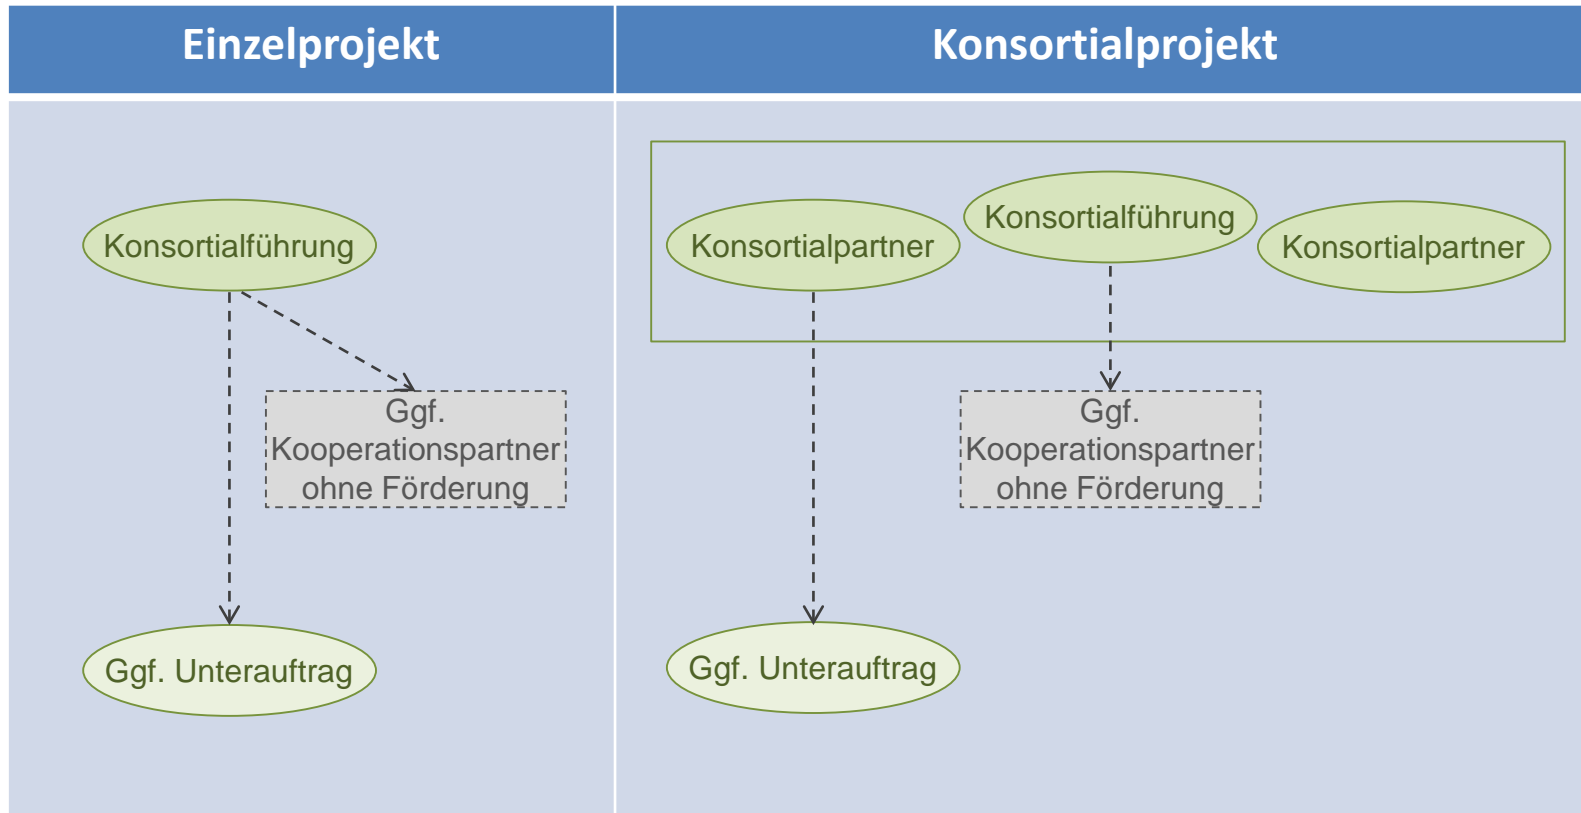 Einzelprojekt
Konsortialprojekt
Konsortialführung
Ggf.
Kooperationspartner
ohne Förderung
Ggf. Unterauftrag
Konsortialpartner
Konsortialführung
Konsortialpartner
Ggf.
Kooperationspartner
ohne Förderung
Ggf. Unterauftrag